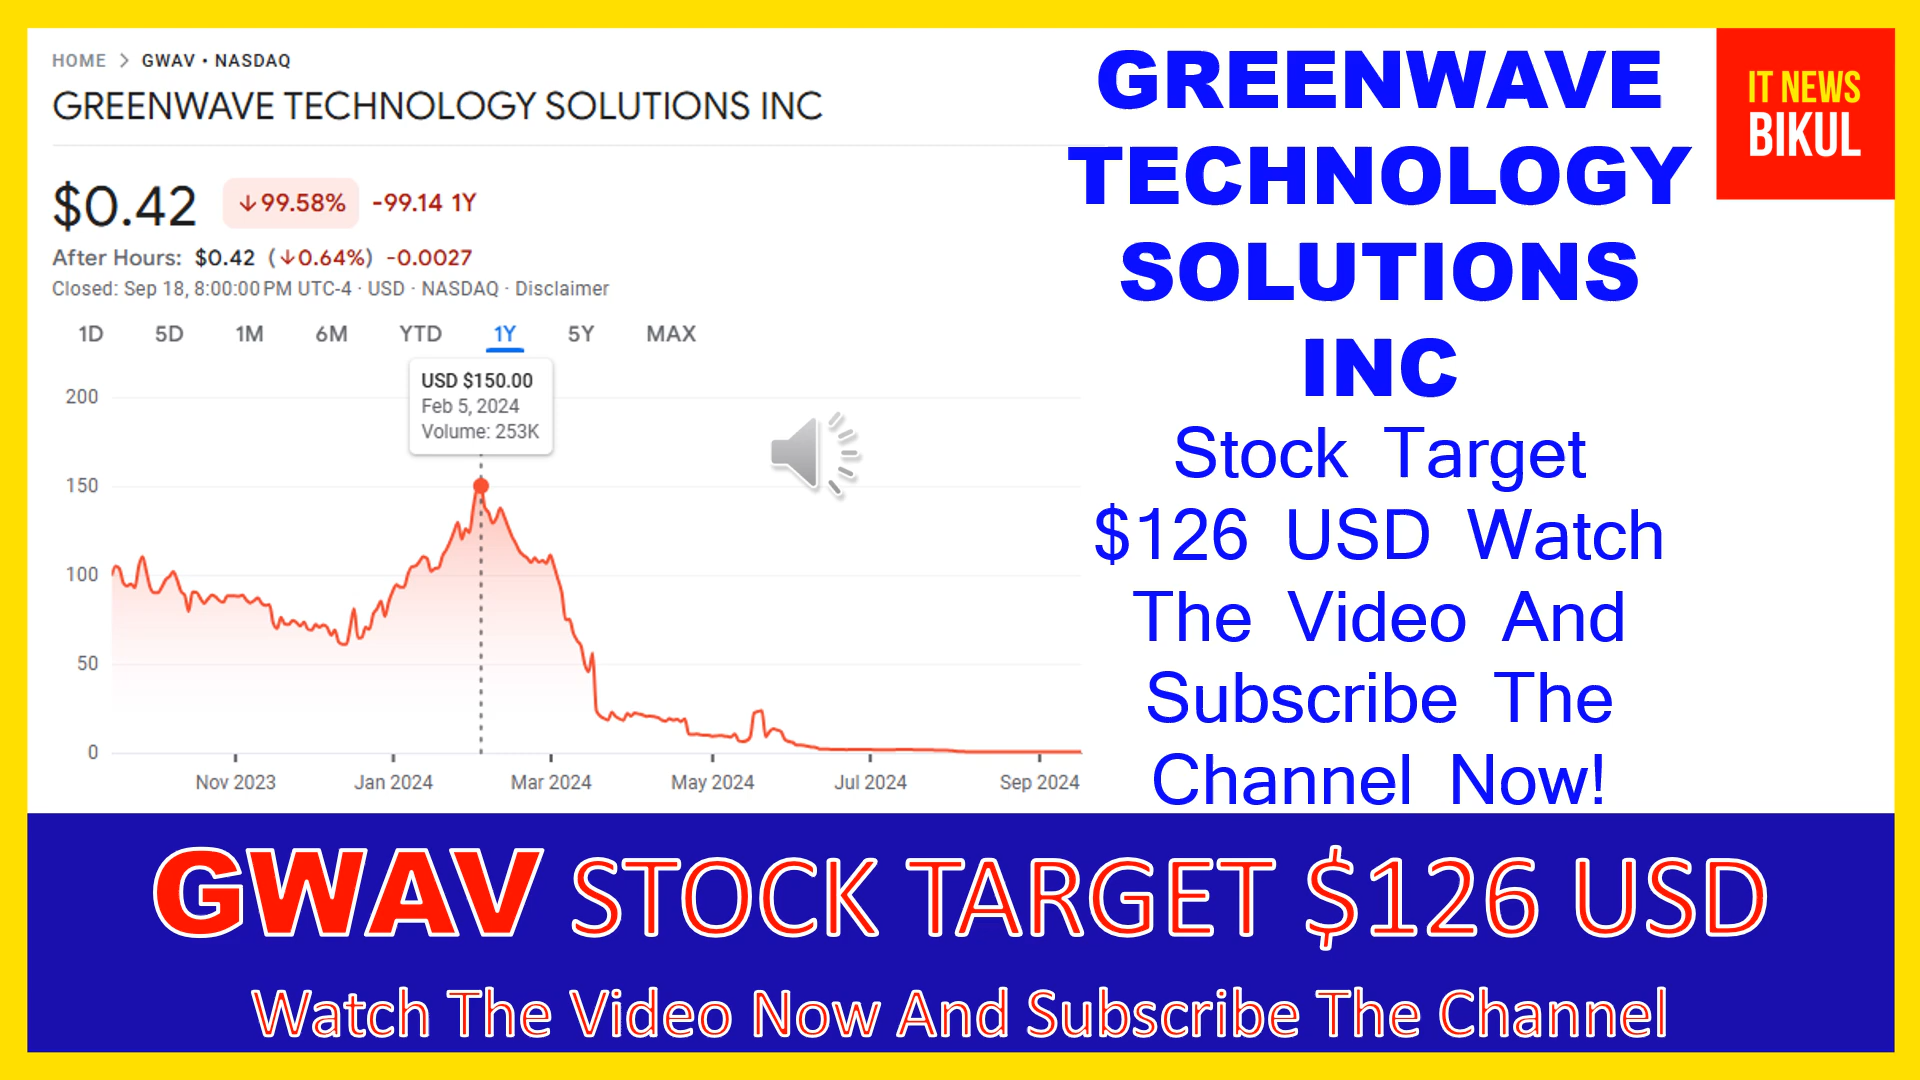 HOME > GWAV • NASDAQ
GREENWAVE TECHNOLOGY SOLUTIONS INC
$0.42 ↓99.58% -99.14 1Y
After Hours: $0.42 (↓0.64%) -0.0027
Closed: Sep 18, 8:00:00 PM UTC-4 · USD · NASDAQ · Disclaimer
1D 5D 1M 6M YTD 1Y 5Y MAX
USD $150.00
Feb 5, 2024
Volume: 253K
200
150
100
50
0
Nov 2023 Jan 2024 Mar 2024 May 2024 Jul 2024 Sep 2024
GREENWAVE
TECHNOLOGY
SOLUTIONS
INC
Stock Target
$126 USD Watch
The Video And
Subscribe The
Channel Now!
IT NEWS
BIKUL
GWAV STOCK TARGET $126 USD
Watch The Video Now And Subscribe The Channel